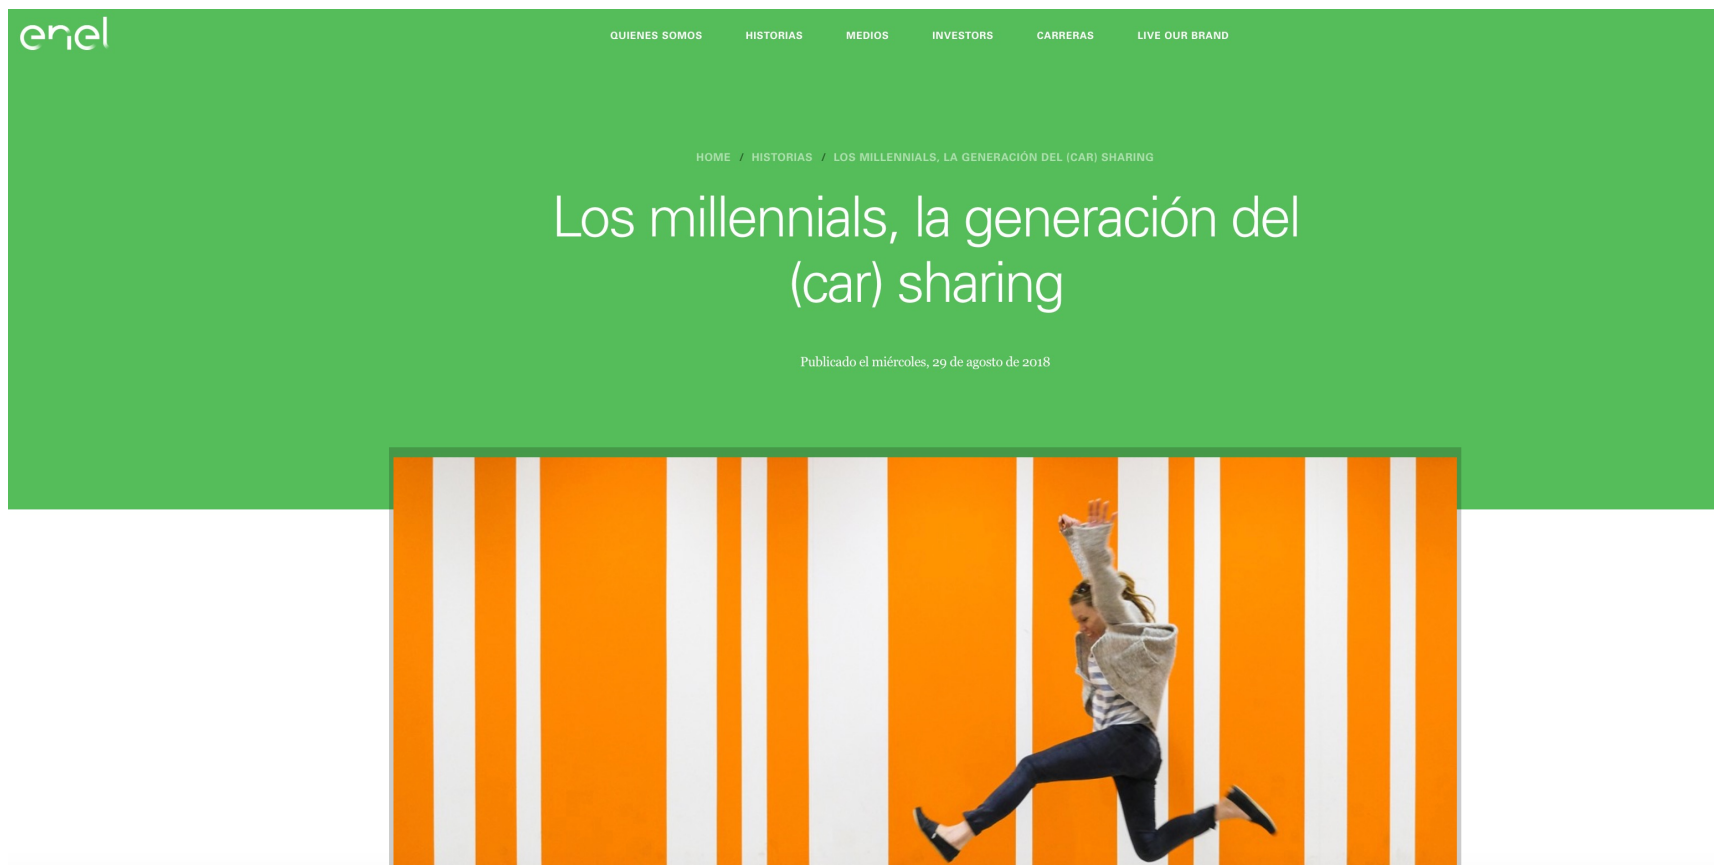 enel
QUIENES SOMOS HISTORIAS MEDIOS INVESTORS CARRERAS LIVE OUR BRAND
HOME / HISTORIAS / LOS MILLENNIALS, LA GENERACIÓN DEL (CAR) SHARING
Los millennials, la generación del
(car) sharing
Publicado el miércoles, 29 de agosto de 2018